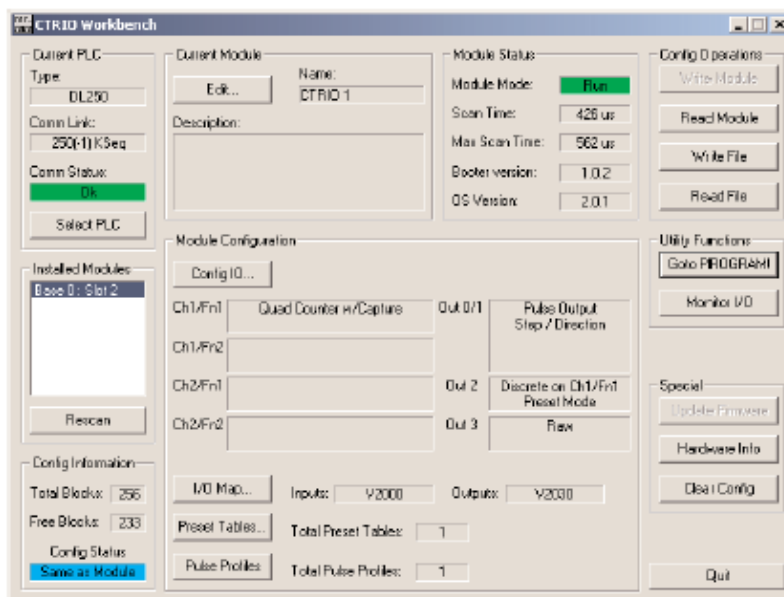 CTRIO Workbench
Current PLC
Type:
DL250
Comm Link:
250(-1) KSeq
Comm Status:
Ok
Select PLC
Installed Modules
Base 0 : Slot 2
Rescan
Config Information
Total Blocks: 256
Free Blocks: 233
Config Status
Same as Module
Current Module
Edit...
Name:
CTRIO 1
Description:
Module Status
Module Mode: Run
Scan Time: 426 us
Max Scan Time: 562 us
Booter version: 1.0.2
OS Version: 2.0.1
Module Configuration
Config IO...
Ch1/Fn1 Quad Counter w/Capture
Ch1/Fn2
Ch2/Fn1
Ch2/Fn2
Out 0/1 Pulse Output
Step / Direction
Out 2 Discrete on Ch1/Fn1
Preset Mode
Out 3 Raw
I/O Map... Inputs: V2000 Outputs: V2030
Preset Tables... Total Preset Tables: 1
Pulse Profiles Total Pulse Profiles: 1
Config Operations
Write Module
Read Module
Write File
Read File
Utility Functions
Goto PROGRAM!
Monitor I/O
Special
Update Firmware
Hardware Info
Clear Config
Quit